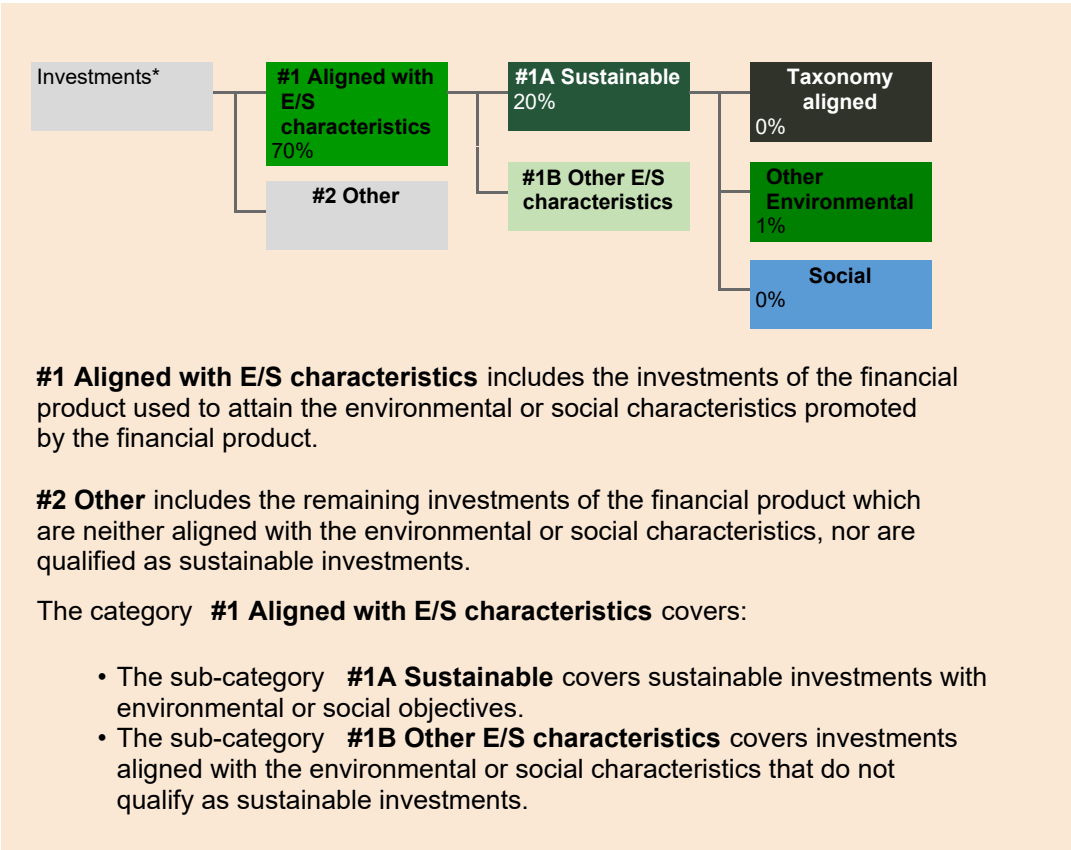 Investments*
#1 Aligned with
E/S
characteristics
70%
#2 Other
#1A Sustainable
20%
#1B Other E/S
characteristics
Taxonomy
aligned
0%
Other
Environmental
1%
Social
0%
#1 Aligned with E/S characteristics includes the investments of the financial
product used to attain the environmental or social characteristics promoted
by the financial product.
#2 Other includes the remaining investments of the financial product which
are neither aligned with the environmental or social characteristics, nor are
qualified as sustainable investments.
The category #1 Aligned with E/S characteristics covers:
• The sub-category #1A Sustainable covers sustainable investments with
environmental or social objectives.
• The sub-category #1B Other E/S characteristics covers investments
aligned with the environmental or social characteristics that do not
qualify as sustainable investments.